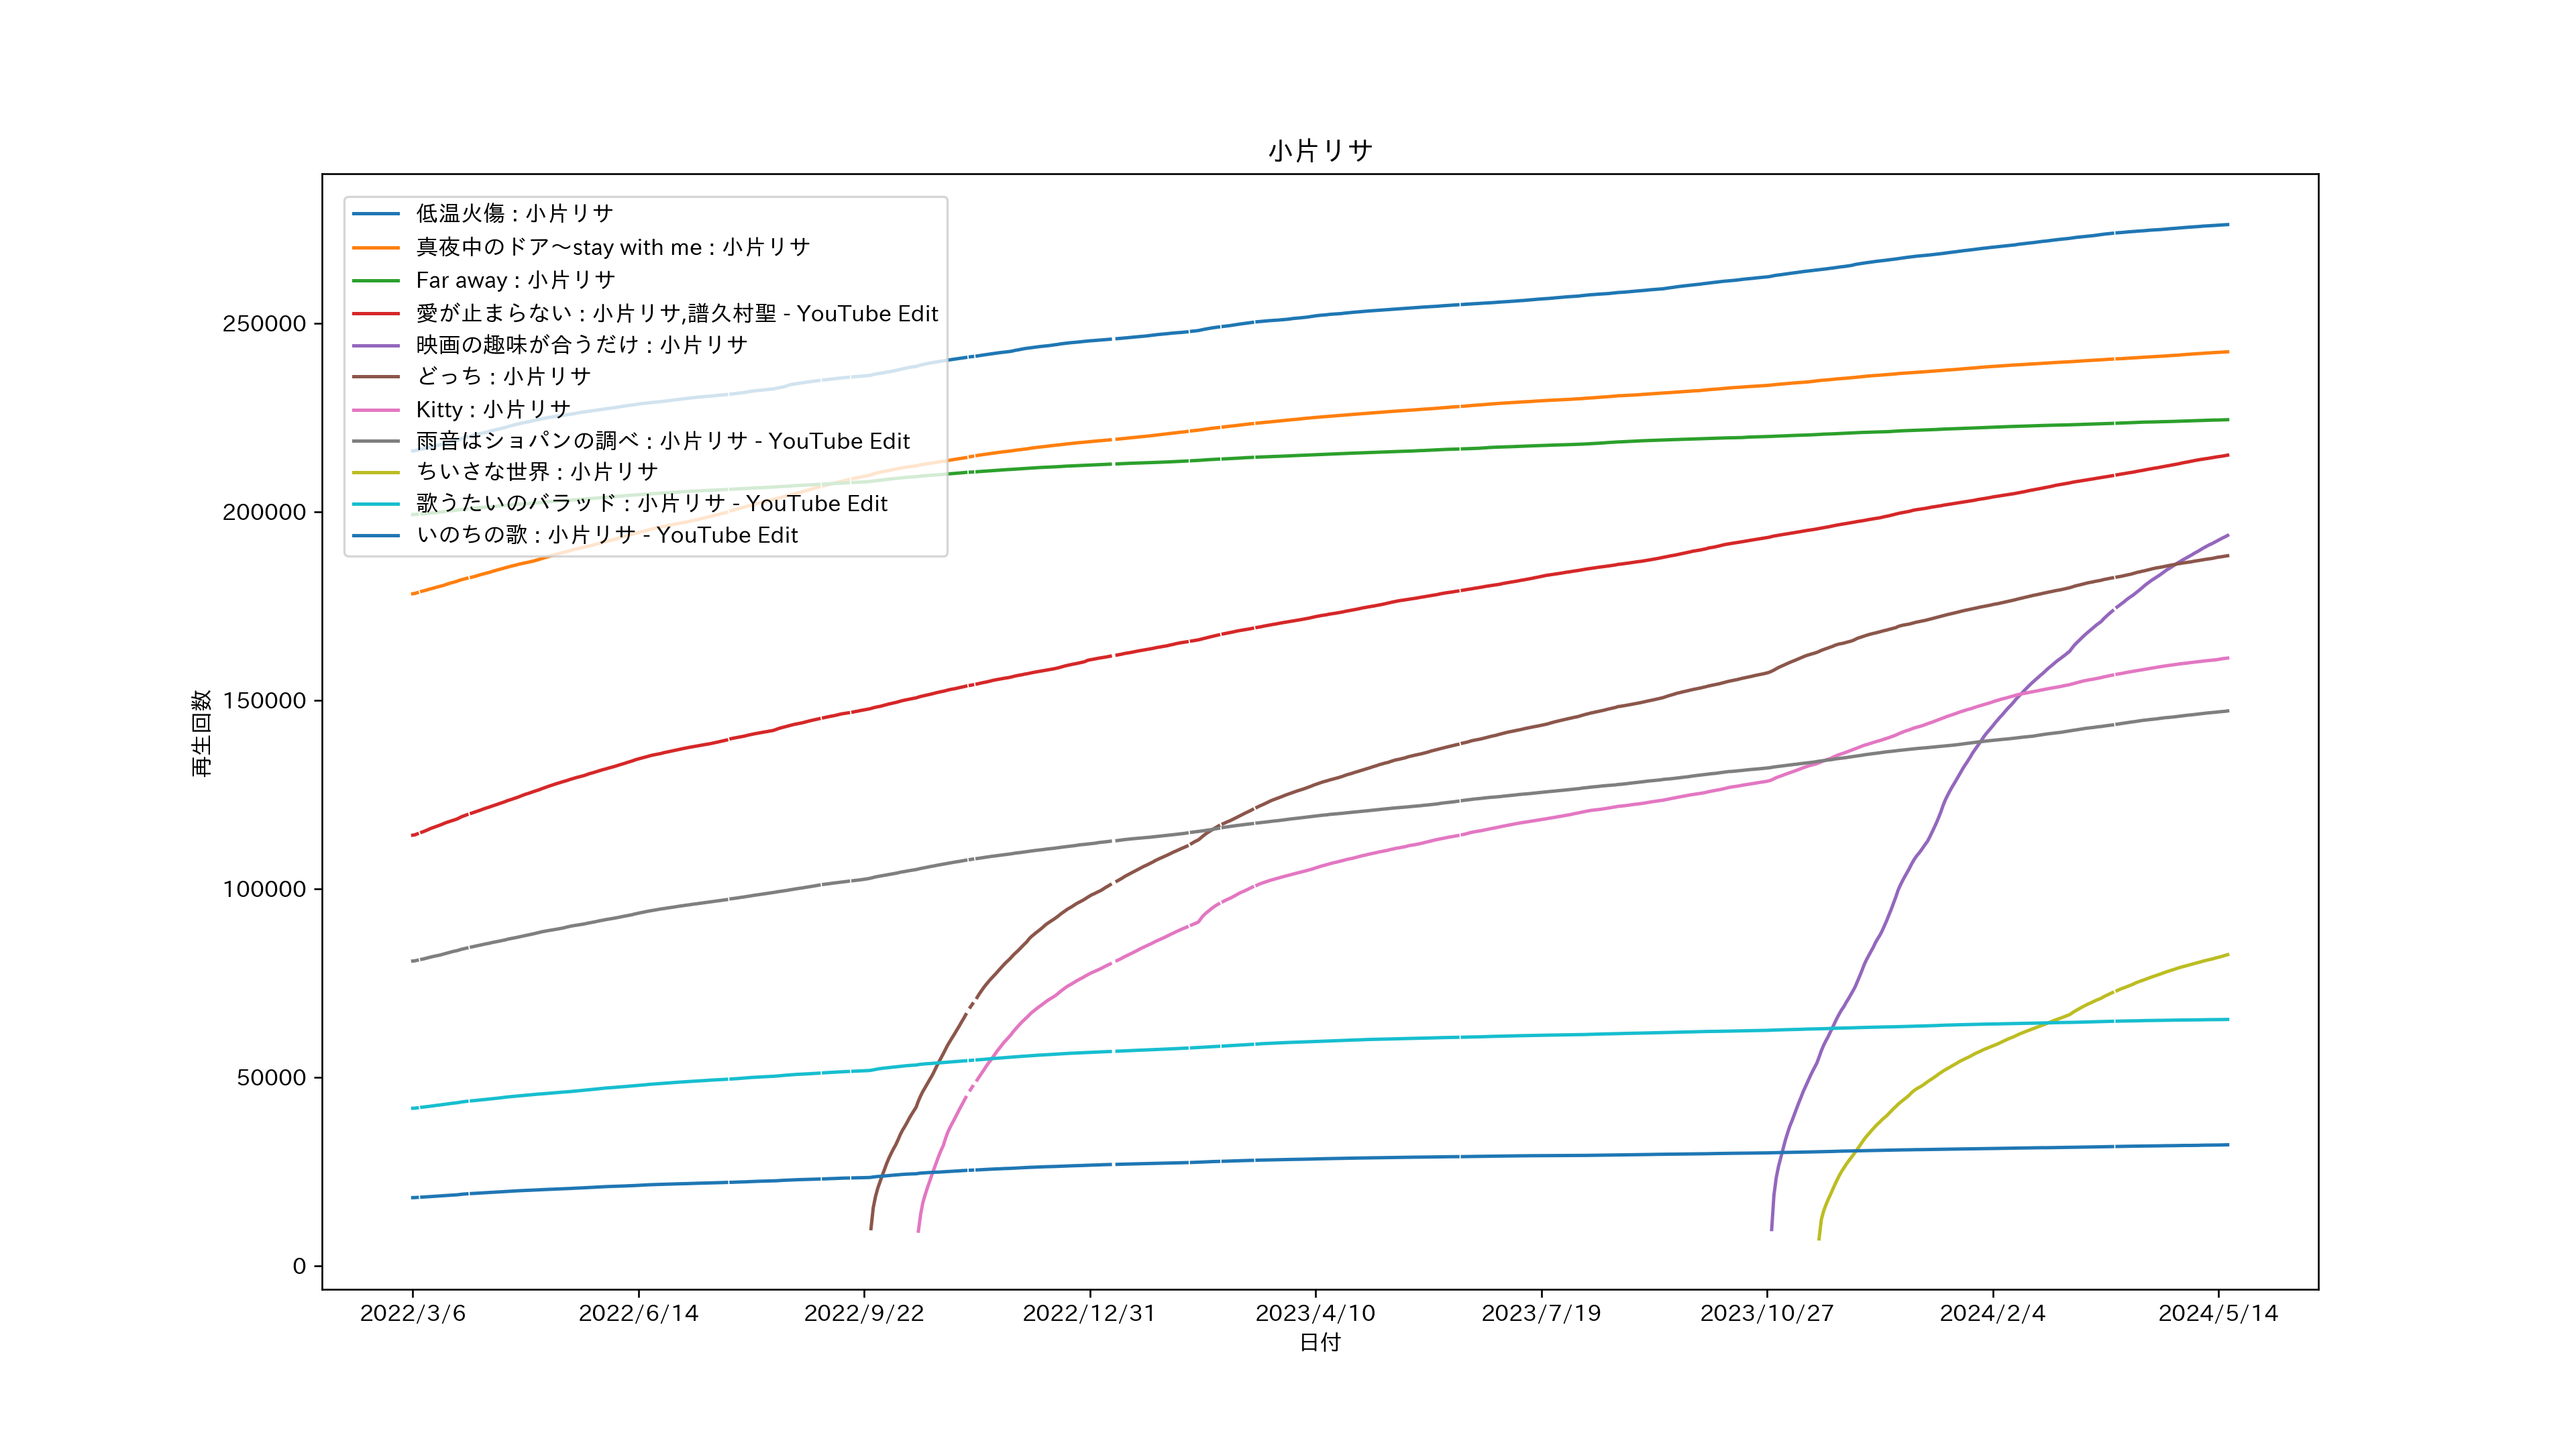 小片リサ
低温火傷 : 小片リサ
真夜中のドア～stay with me : 小片リサ
Far away : 小片リサ
愛が止まらない : 小片リサ,譜久村聖 - YouTube Edit
映画の趣味が合うだけ : 小片リサ
どっち : 小片リサ
Kitty : 小片リサ
雨音はショパンの調べ : 小片リサ - YouTube Edit
ちいさな世界 : 小片リサ
歌うたいのバラッド : 小片リサ - YouTube Edit
いのちの歌 : 小片リサ - YouTube Edit
再生回数
250000
200000
150000
100000
50000
0
2022/3/6 2022/6/14 2022/9/22 2022/12/31 2023/4/10 2023/7/19 2023/10/27 2024/2/4 2024/5/14
日付